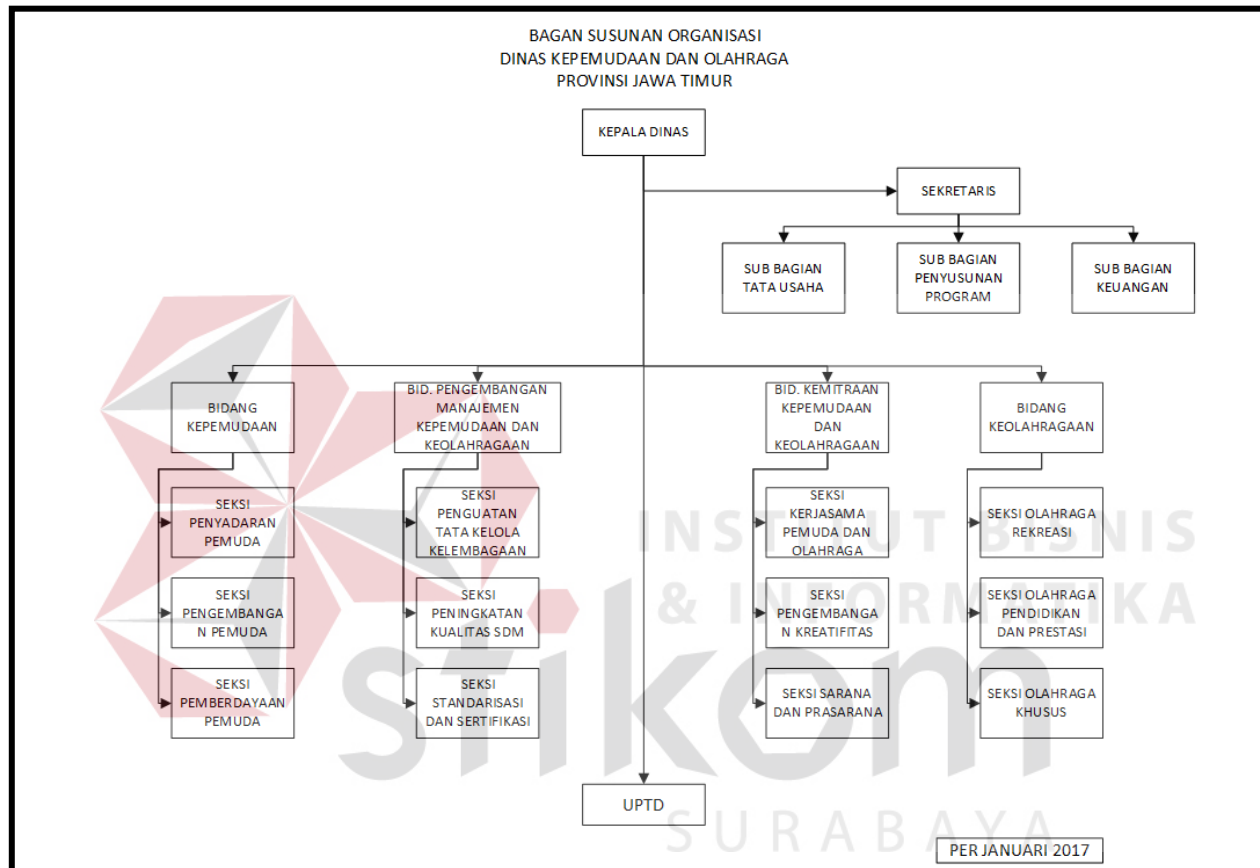 BAGAN SUSUNAN ORGANISASI
DINAS KEPEMUDAAN DAN OLAHRAGA
PROVINSI JAWA TIMUR
KEPALA DINAS
SEKRETARIS
SUB BAGIAN
TATA USAHA
SUB BAGIAN
PENYUSUNAN
PROGRAM
SUB BAGIAN
KEUANGAN
BIDANG
KEPEMUDAAN
BID. PENGEMBANGAN
MANAJEMEN
KEPEMUDAAN DAN
KEOLAHRAGAAN
BID. KEMITRAAN
KEPEMUDAAN
DAN
KEOLAHRAGAAN
BIDANG
KEOLAHRAGAAN
SEKSI
PENYADARAN
PEMUDA
SEKSI
PENGUATAN
TATA KELOLA
KELEMBAGAAN
SEKSI
KERJASAMA
PEMUDA DAN
OLAHRAGA
SEKSI OLAHRAGA
REKREASI
SEKSI
PENGEMBANGA
N PEMUDA
SEKSI
PENINGKATAN
KUALITAS SDM
SEKSI
PENGEMBANGA
N KREATIFITAS
SEKSI OLAHRAGA
PENDIDIKAN
DAN PRESTASI
SEKSI
PEMBERDAYAAN
PEMUDA
SEKSI
STANDARISASI
DAN SERTIFIKASI
SEKSI SARANA
DAN PRASARANA
SEKSI OLAHRAGA
KHUSUS
UPTD
PER JANUARI 2017
INSTITUT BISNIS
& INFORMATIKA
stikom
SURABAYA